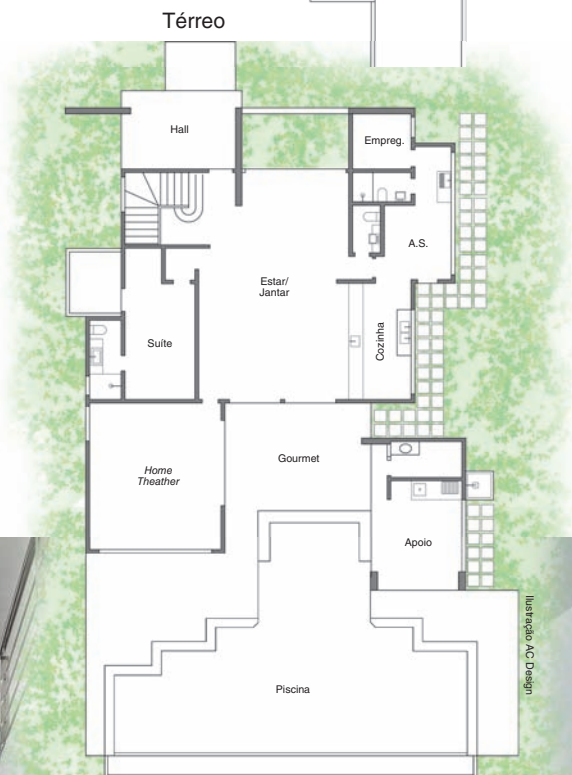 Térreo
Hall
Empreg.
A.S.
Estar/
Jantar
Suíte
Cozinha
Home
Theather
Gourmet
Apoio
Ilustração AC Design
Piscina